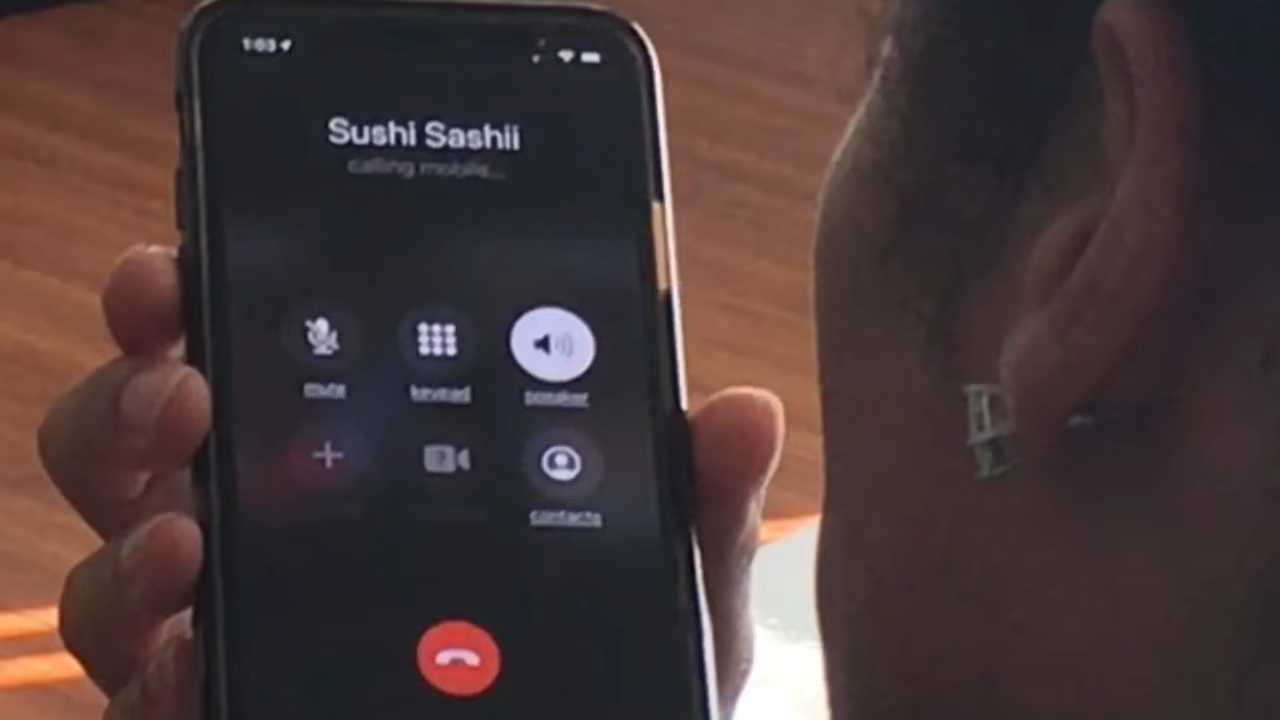 1:03
Sushi Sashii
calling mobile...
mute
keypad
speaker
contacts